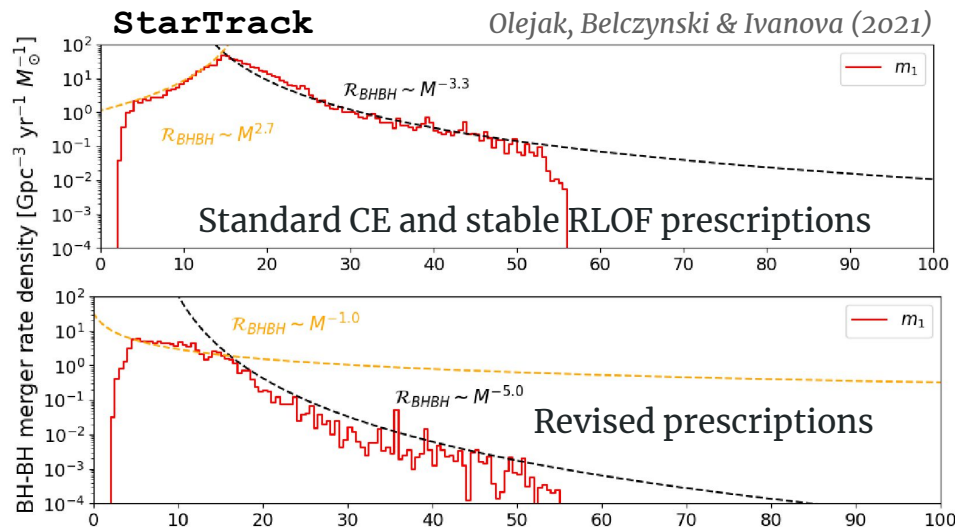 StarTrack
Olejak, Belczynski & Ivanova (2021)
BH-BH merger rate density [Gpc⁻³ yr⁻¹ M☉⁻¹]
10²
10¹
10⁰
10⁻¹
10⁻²
10⁻³
10⁻⁴
m₁
R_BHBH ~ M^−3.3
R_BHBH ~ M^2.7
Standard CE and stable RLOF prescriptions
0 10 20 30 40 50 60 70 80 90 100
10²
10¹
10⁰
10⁻¹
10⁻²
10⁻³
10⁻⁴
m₁
R_BHBH ~ M^−1.0
R_BHBH ~ M^−5.0
Revised prescriptions
0 10 20 30 40 50 60 70 80 90 100